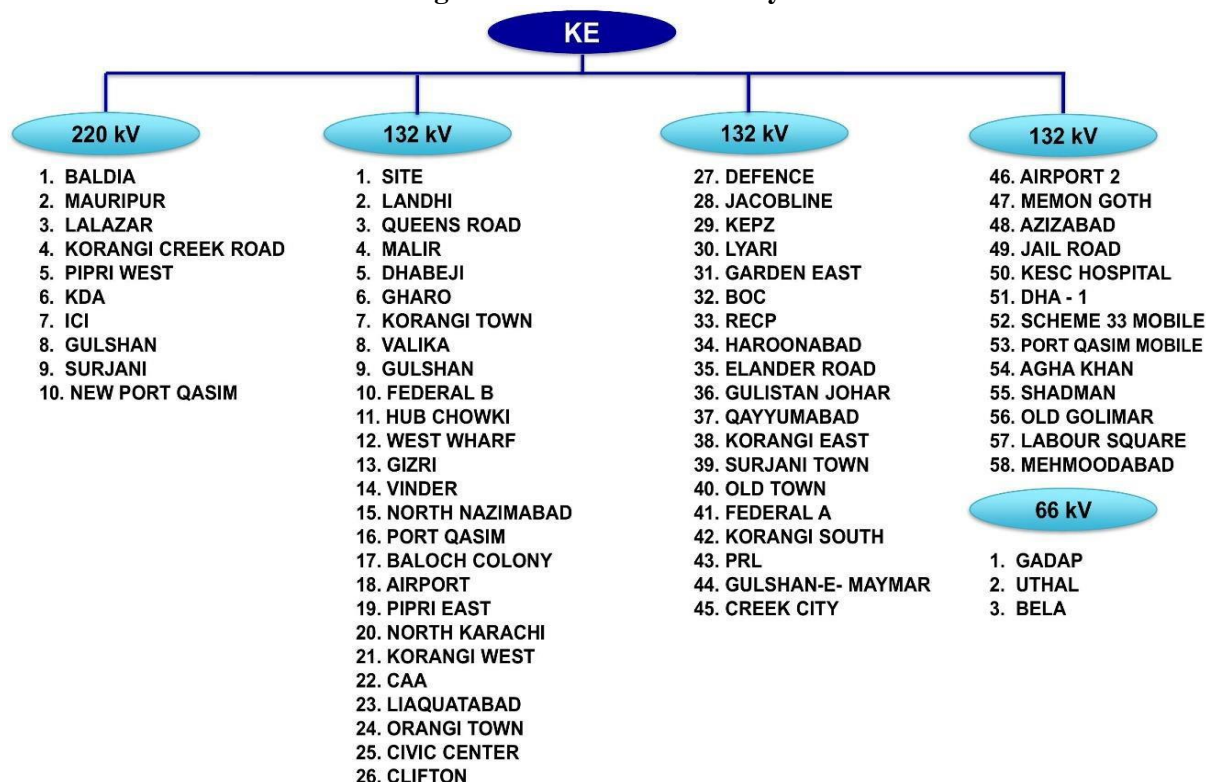 KE
220 kV
1. BALDIA
2. MAURIPUR
3. LALAZAR
4. KORANGI CREEK ROAD
5. PIPRI WEST
6. KDA
7. ICI
8. GULSHAN
9. SURJANI
10. NEW PORT QASIM
132 kV
1. SITE
2. LANDHI
3. QUEENS ROAD
4. MALIR
5. DHABEJI
6. GHARO
7. KORANGI TOWN
8. VALIKA
9. GULSHAN
10. FEDERAL B
11. HUB CHOWKI
12. WEST WHARF
13. GIZRI
14. VINDER
15. NORTH NAZIMABAD
16. PORT QASIM
17. BALOCH COLONY
18. AIRPORT
19. PIPRI EAST
20. NORTH KARACHI
21. KORANGI WEST
22. CAA
23. LIAQUATABAD
24. ORANGI TOWN
25. CIVIC CENTER
26. CLIFTON
132 kV
27. DEFENCE
28. JACOBLINE
29. KEPZ
30. LYARI
31. GARDEN EAST
32. BOC
33. RECP
34. HAROONABAD
35. ELANDER ROAD
36. GULISTAN JOHAR
37. QAYYUMABAD
38. KORANGI EAST
39. SURJANI TOWN
40. OLD TOWN
41. FEDERAL A
42. KORANGI SOUTH
43. PRL
44. GULSHAN-E- MAYMAR
45. CREEK CITY
132 kV
46. AIRPORT 2
47. MEMON GOTH
48. AZIZABAD
49. JAIL ROAD
50. KESC HOSPITAL
51. DHA - 1
52. SCHEME 33 MOBILE
53. PORT QASIM MOBILE
54. AGHA KHAN
55. SHADMAN
56. OLD GOLIMAR
57. LABOUR SQUARE
58. MEHMOODABAD
66 kV
1. GADAP
2. UTHAL
3. BELA